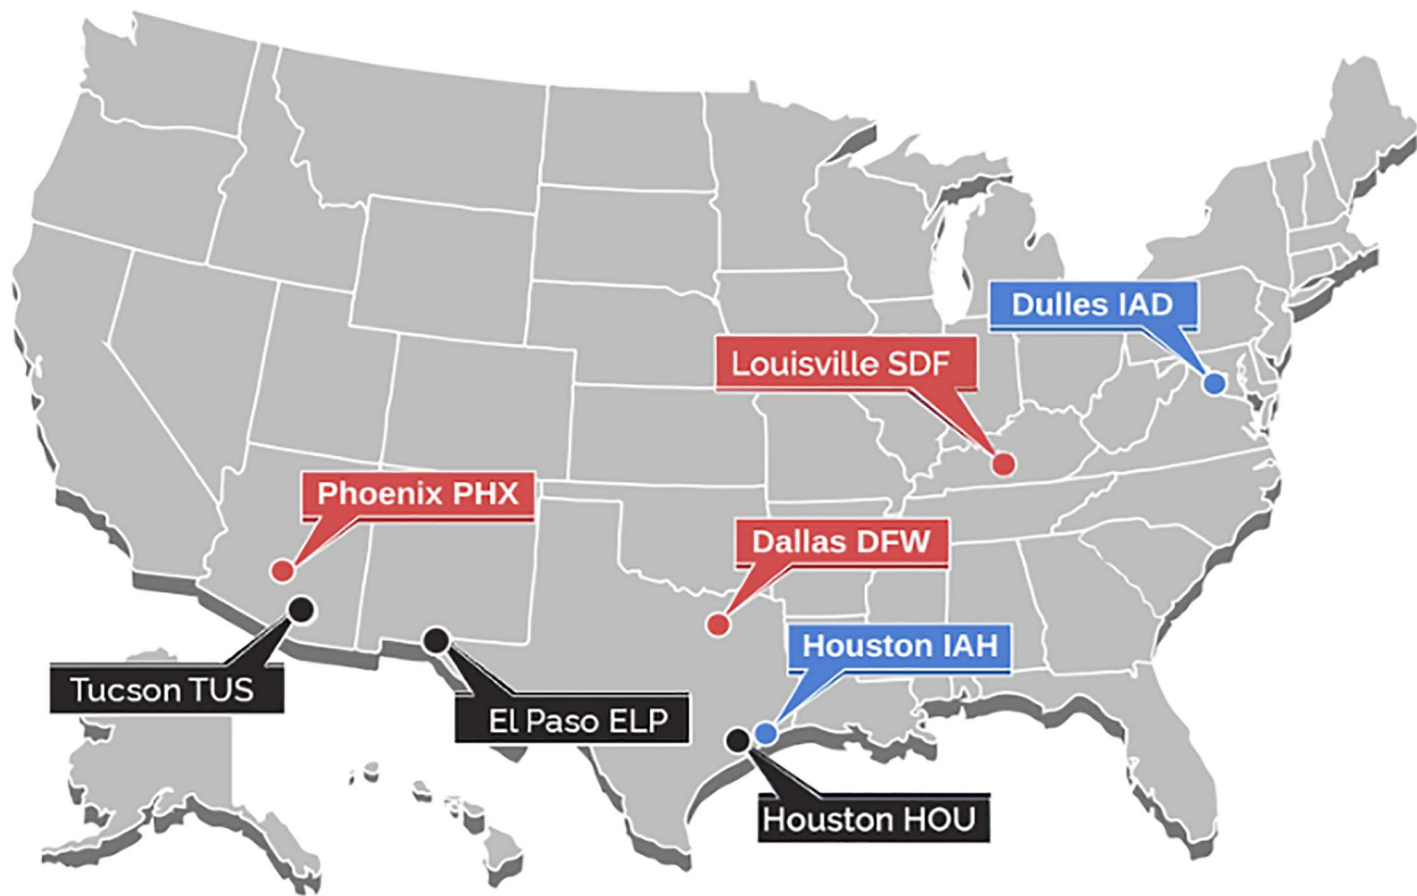 Dulles IAD
Louisville SDF
Phoenix PHX
Dallas DFW
Houston IAH
Tucson TUS
El Paso ELP
Houston HOU